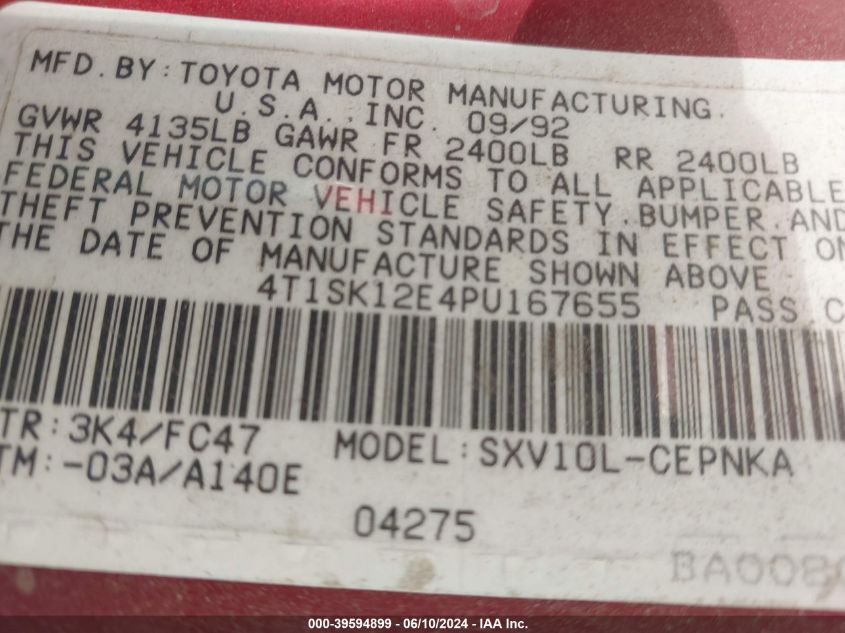 MFD. BY: TOYOTA MOTOR MANUFACTURING.
U.S.A., INC. 09/92
GVWR 4135LB GAWR FR 2400LB RR 2400LB
THIS VEHICLE CONFORMS TO ALL APPLICABLE
FEDERAL MOTOR VEHICLE SAFETY. BUMPER. AND
THEFT PREVENTION STANDARDS IN EFFECT ON
THE DATE OF MANUFACTURE SHOWN ABOVE
4T1SK12E4PU167655 PASS C
TR: 3K4/FC47 MODEL: SXV10L-CEPNKA
TM: -03A/A140E
04275
BA008
000-39594899 - 06/10/2024 - IAA Inc.